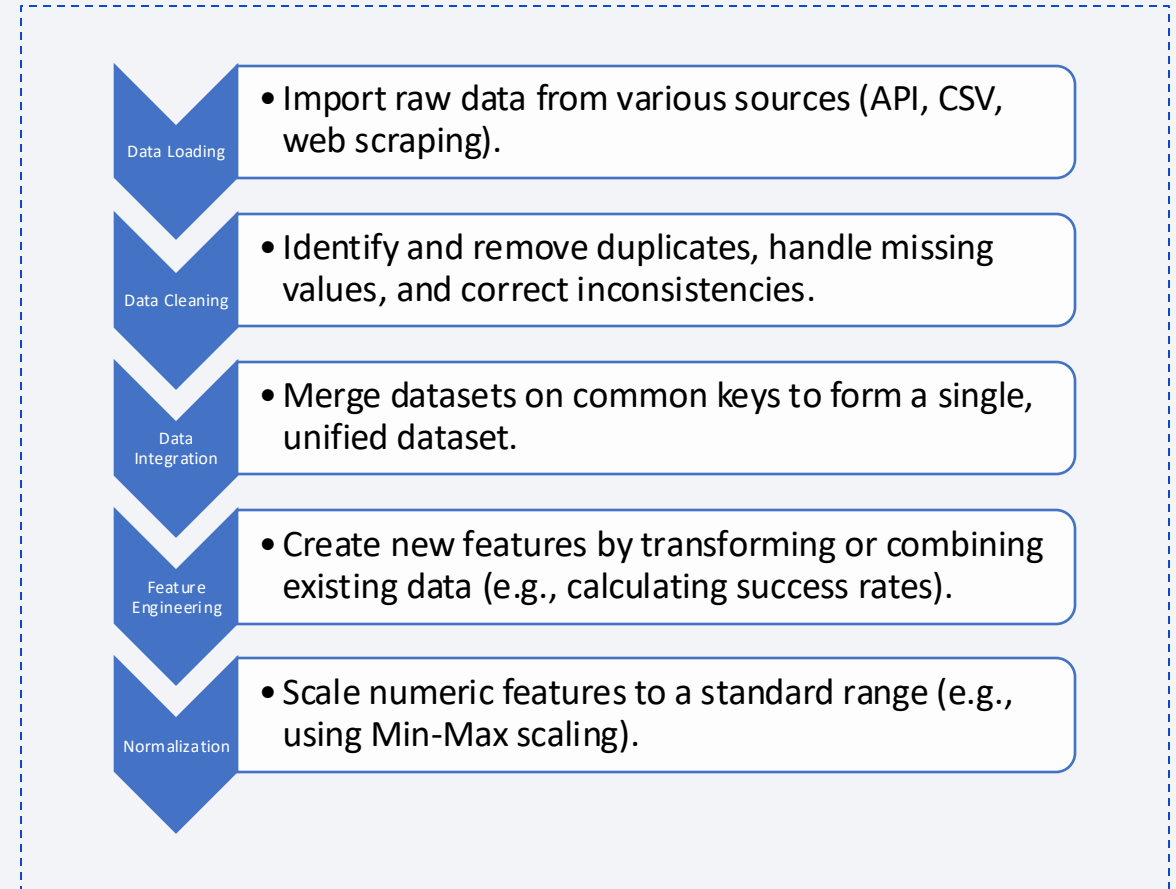 Data Loading
• Import raw data from various sources (API, CSV,
web scraping).
Data Cleaning
• Identify and remove duplicates, handle missing
values, and correct inconsistencies.
Data
Integration
• Merge datasets on common keys to form a single,
unified dataset.
Feature
Engineering
• Create new features by transforming or combining
existing data (e.g., calculating success rates).
Normalization
• Scale numeric features to a standard range (e.g.,
using Min-Max scaling).